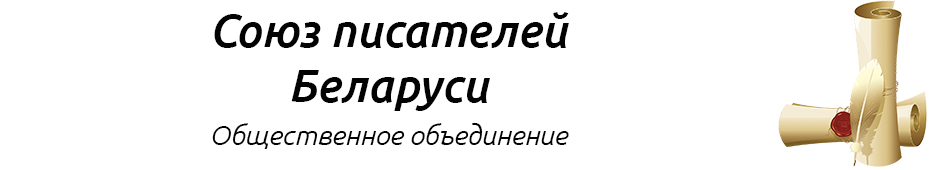 Союз писателей
Беларуси
Общественное объединение